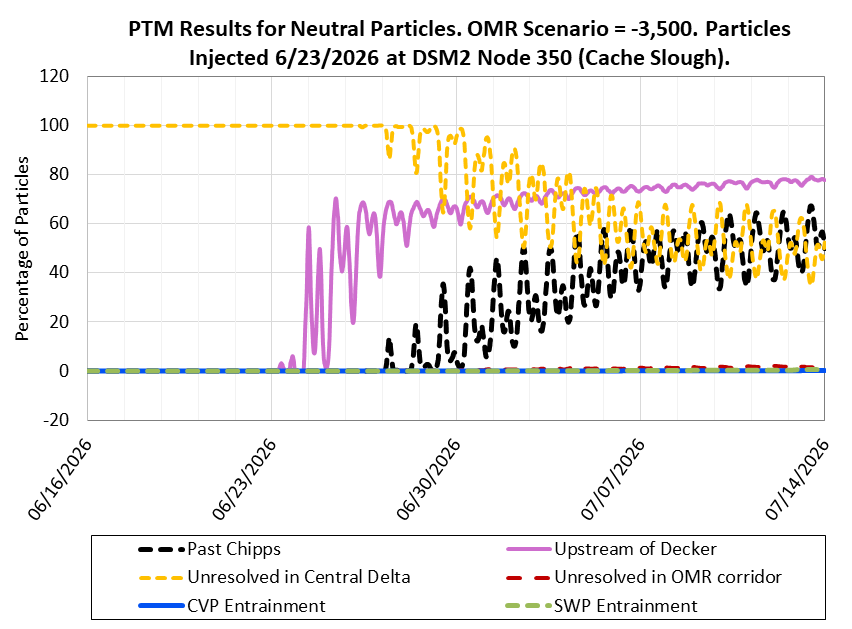 PTM Results for Neutral Particles. OMR Scenario = -3,500. Particles
Injected 6/23/2026 at DSM2 Node 350 (Cache Slough).
120
100
80
60
40
20
0
-20
Percentage of Particles
06/16/2026
06/23/2026
06/30/2026
07/07/2026
07/14/2026
Past Chipps
Upstream of Decker
Unresolved in Central Delta
Unresolved in OMR corridor
CVP Entrainment
SWP Entrainment